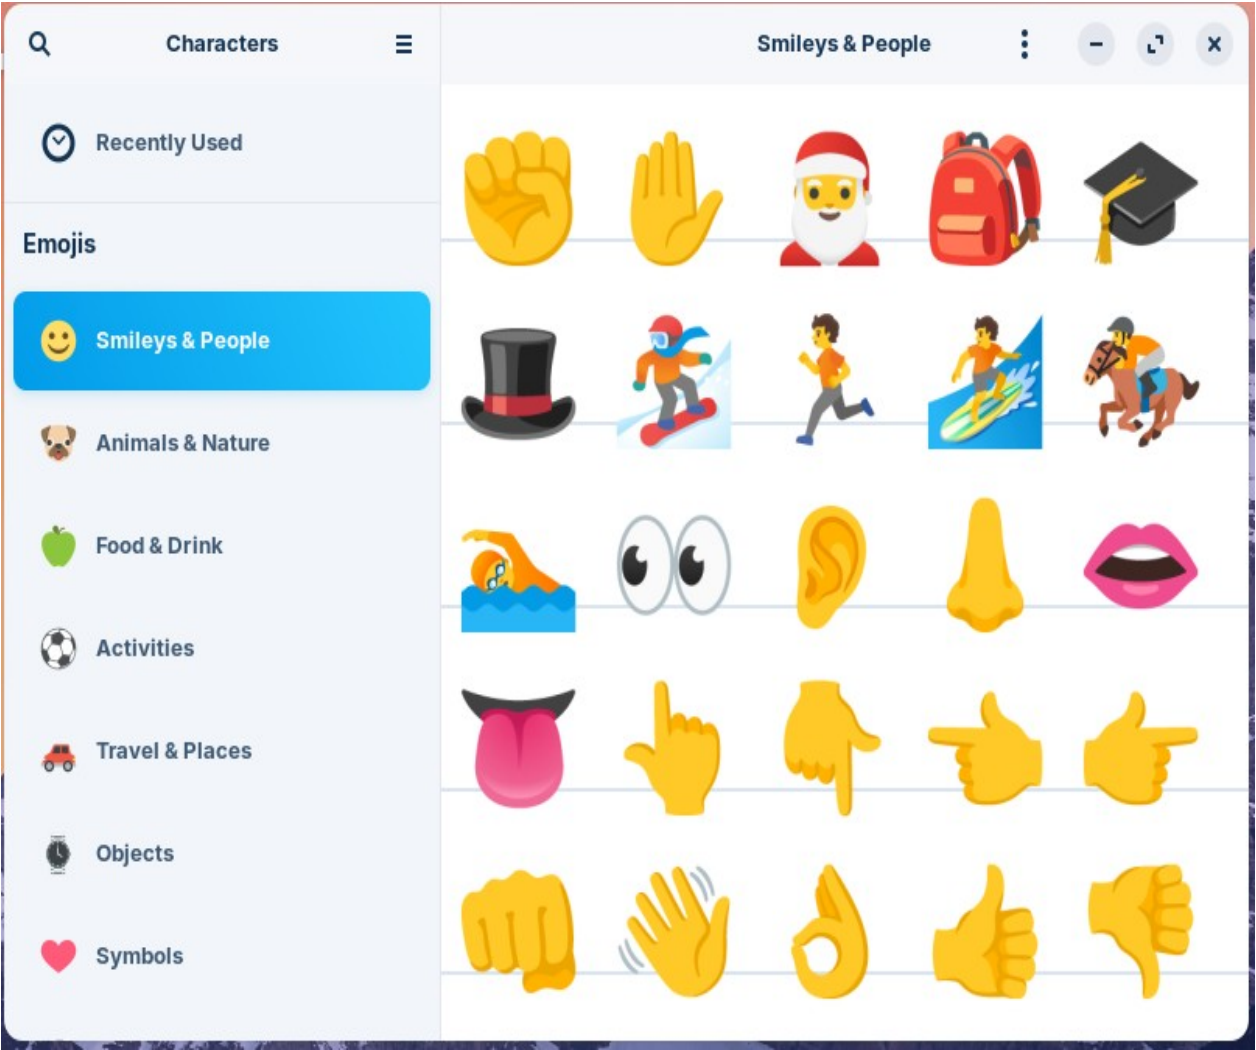 Characters
Smileys & People
Recently Used
Emojis
Smileys & People
Animals & Nature
Food & Drink
Activities
Travel & Places
Objects
Symbols